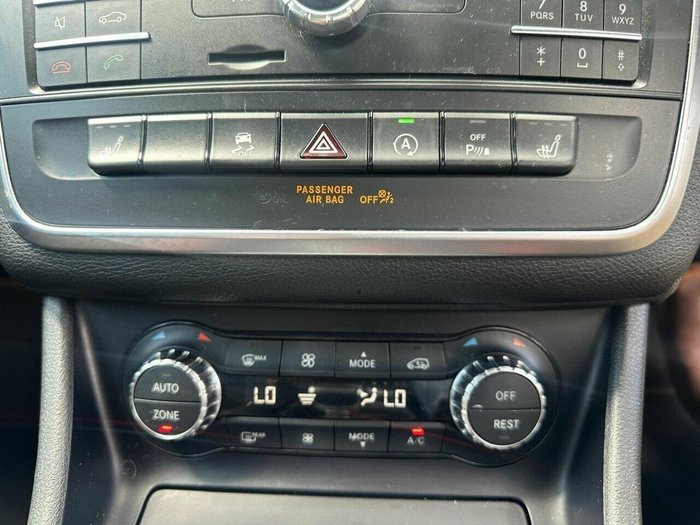 7 8 9
PQRS TUV WXYZ
* 0 #
+
A OFF
P
PASSENGER
AIR BAG OFF 2
MAX MODE
AUTO LO LO OFF
ZONE REST
REAR MODE A/C